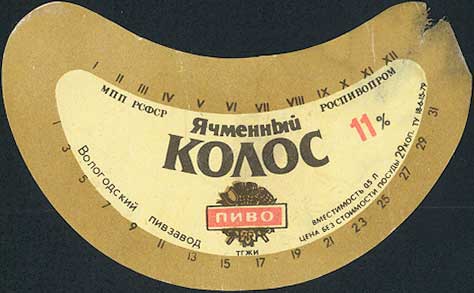 I II III IV V VI VII VIII IX X XI XII
МПП РСФСР РОСПИВОПРОМ
Ячменный
КОЛОС
11%
ПИВО
Вологодский пивзавод
ВМЕСТИМОСТЬ 0,5 Л
ЦЕНА БЕЗ СТОИМОСТИ ПОСУДЫ 29 КОП. ТУ 18-6-15-79
ТГЖИ
1 3 5 7 9 11 13 15 17 19 21 23 25 27 29 31